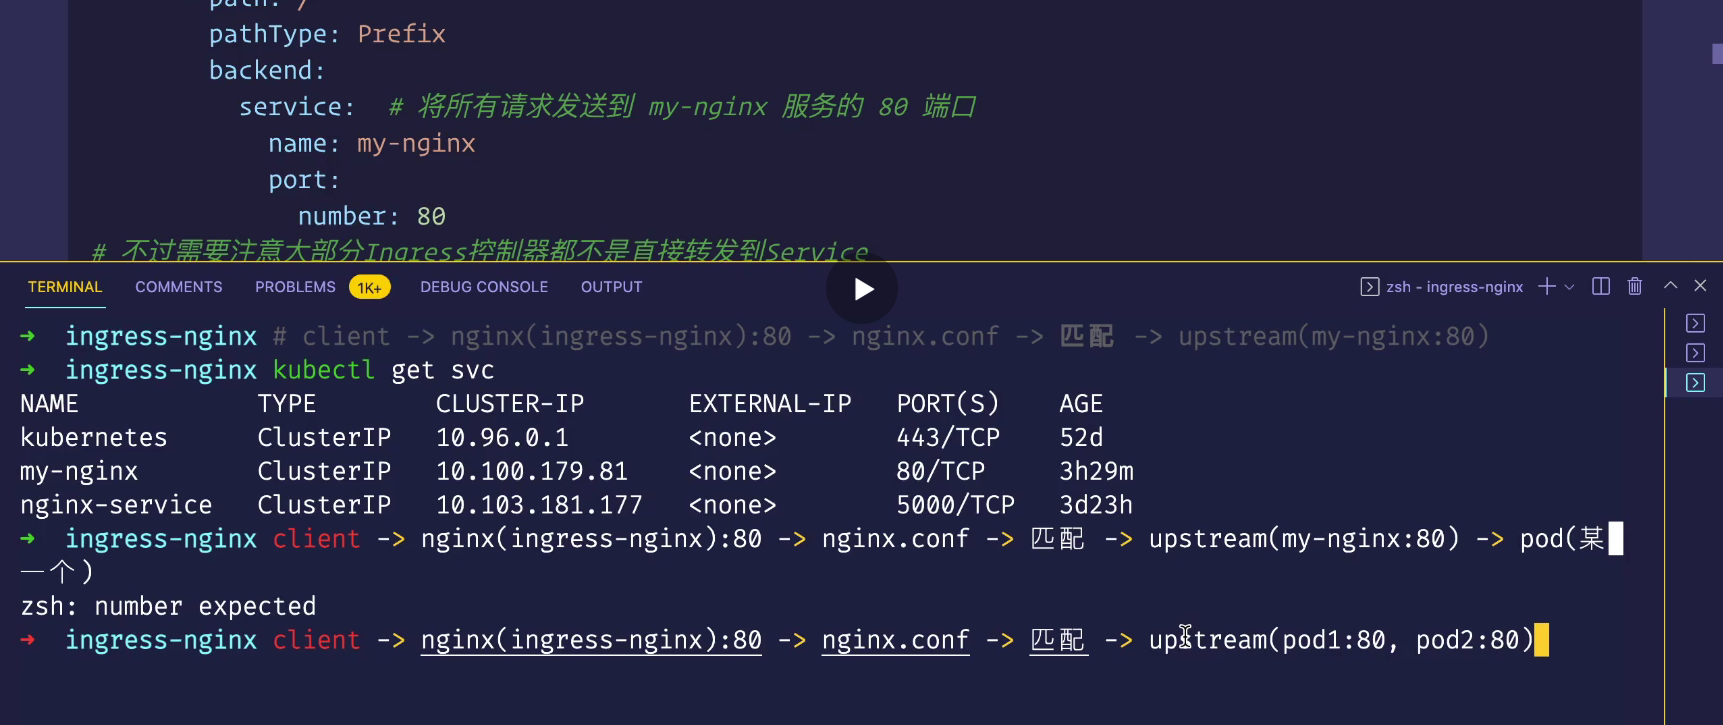 path: /
pathType: Prefix
backend:
service: # 将所有请求发送到 my-nginx 服务的 80 端口
name: my-nginx
port:
number: 80
# 不过需要注意大部分Ingress控制器都不是直接转发到Service
TERMINAL COMMENTS PROBLEMS 1K+ DEBUG CONSOLE OUTPUT zsh - ingress-nginx
→ ingress-nginx # client -> nginx(ingress-nginx):80 -> nginx.conf -> 匹配 -> upstream(my-nginx:80)
→ ingress-nginx kubectl get svc
NAME TYPE CLUSTER-IP EXTERNAL-IP PORT(S) AGE
kubernetes ClusterIP 10.96.0.1 <none> 443/TCP 52d
my-nginx ClusterIP 10.100.179.81 <none> 80/TCP 3h29m
nginx-service ClusterIP 10.103.181.177 <none> 5000/TCP 3d23h
→ ingress-nginx client -> nginx(ingress-nginx):80 -> nginx.conf -> 匹配 -> upstream(my-nginx:80) -> pod(某
一个)
zsh: number expected
→ ingress-nginx client -> nginx(ingress-nginx):80 -> nginx.conf -> 匹配 -> upstream(pod1:80, pod2:80)